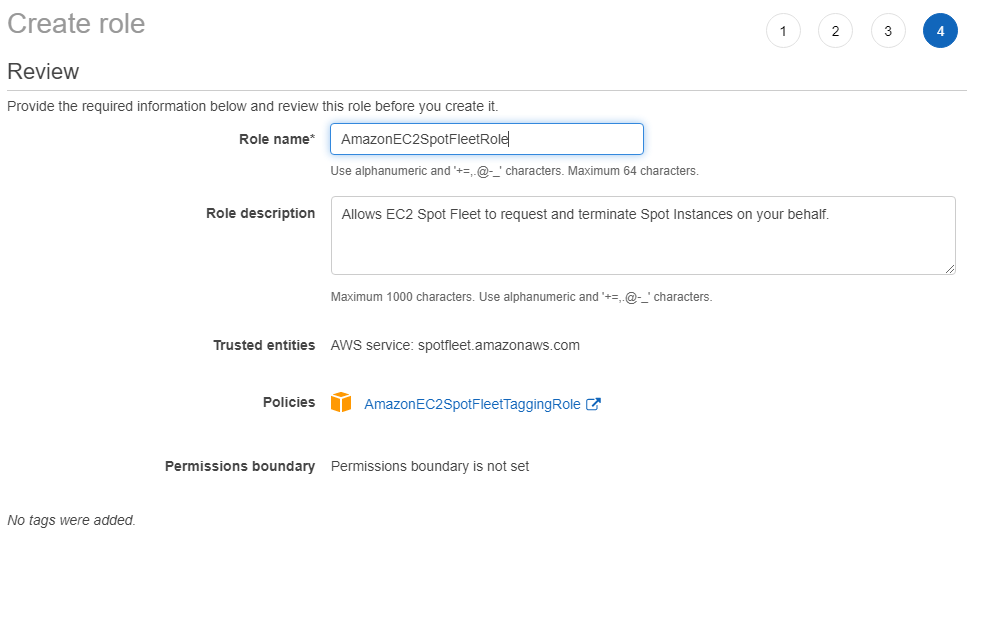 Create role
1 2 3 4
Review
Provide the required information below and review this role before you create it.
Role name* AmazonEC2SpotFleetRole
Use alphanumeric and '+=,.@-_' characters. Maximum 64 characters.
Role description Allows EC2 Spot Fleet to request and terminate Spot Instances on your behalf.
Maximum 1000 characters. Use alphanumeric and '+=,.@-_' characters.
Trusted entities AWS service: spotfleet.amazonaws.com
Policies AmazonEC2SpotFleetTaggingRole
Permissions boundary Permissions boundary is not set
No tags were added.